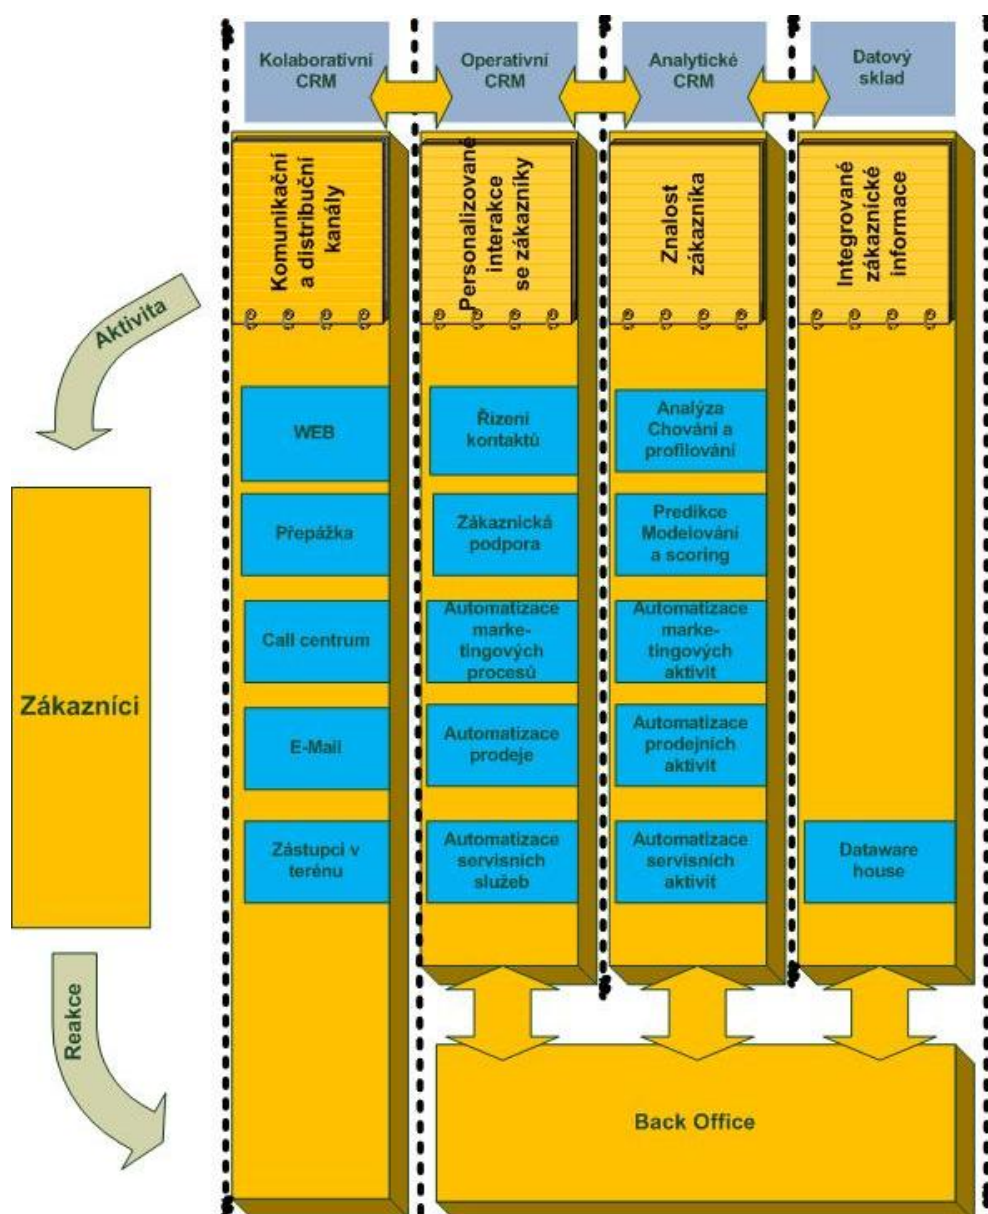 Kolaborativní
CRM
Operativní
CRM
Analytické
CRM
Datový
sklad
Komunikační
a distribuční
kanály
Personalizované
interakce
se zákazníky
Znalost
zákazníka
Integrované
zákaznické
informace
Aktivita
WEB
Řízení
kontaktů
Analýza
Chování a
profilování
Přepážka
Zákaznická
podpora
Predikce
Modelování
a scoring
Call centrum
Automatizace
marke-
tingových
procesů
Automatizace
marke-
tingových
aktivit
Zákazníci
E-Mail
Automatizace
prodeje
Automatizace
prodejních
aktivit
Zástupci v
terénu
Automatizace
servisních
služeb
Automatizace
servisních
aktivit
Dataware
house
Reakce
Back Office